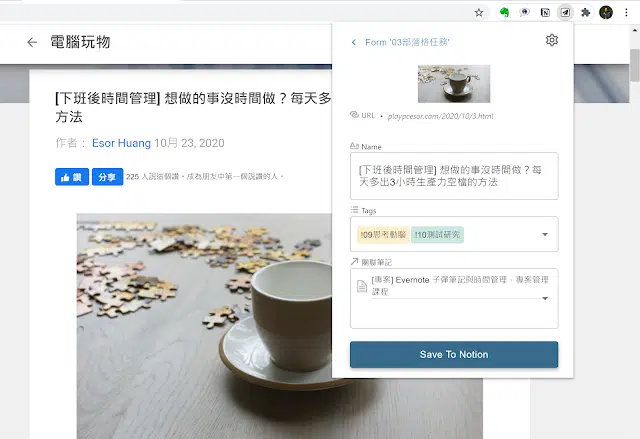 電腦玩物
[下班後時間管理] 想做的事沒時間做？每天多
方法
作者： Esor Huang 10月 23, 2020
讚 分享 225 人說這個讚。成為朋友中第一個說讚的人。
Form '03部落格任務'
URL • playpcesor.com/2020/10/3.html
Name
[下班後時間管理] 想做的事沒時間做？每
天多出3小時生產力空檔的方法
Tags
!09思考動腦 !10測試研究
關聯筆記
[專案] Evernote 子彈筆記與時間管理、專案管理
課程
Save To Notion